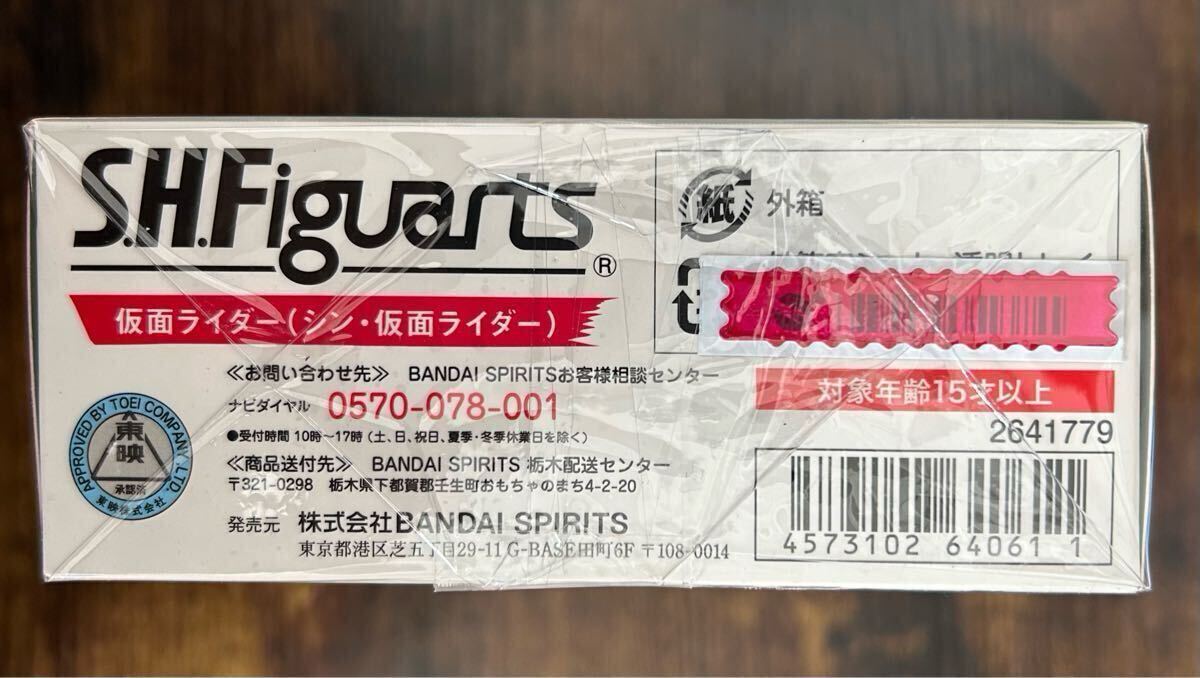 S.H.Figuarts
®
仮面ライダー(シン・仮面ライダー)
≪お問い合わせ先≫ BANDAI SPIRITSお客様相談センター
ナビダイヤル 0570-078-001
●受付時間 10時〜17時(土、日、祝日、夏季・冬季休業日を除く)
≪商品送付先≫ BANDAI SPIRITS 栃木配送センター
〒321-0298 栃木県下都賀郡壬生町おもちゃのまち4-2-20
発売元 株式会社BANDAI SPIRITS
東京都港区芝五丁目29-11 G-BASE田町6F 〒108-0014
APPROVED BY TOEI COMPANY, LTD.
東映
承認済
東映株式会社
紙 外箱
対象年齢15才以上
2641779
4573102 64061 1